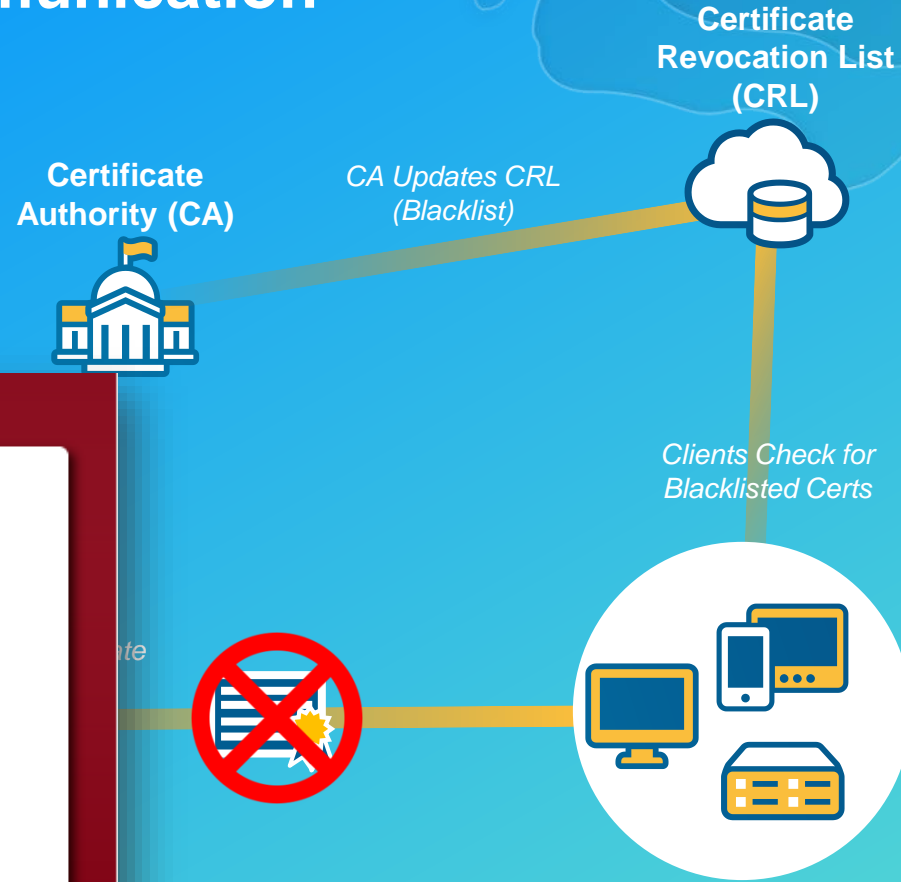 Certificate
Revocation List
(CRL)
Certificate
Authority (CA)
CA Updates CRL
(Blacklist)
Clients Check for
Blacklisted Certs